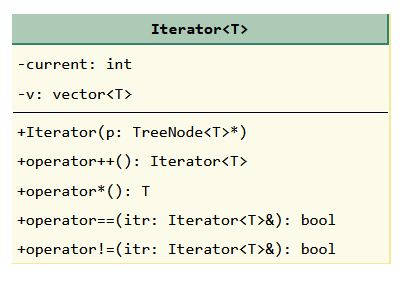 Iterator<T>
-current: int
-v: vector<T>
+Iterator(p: TreeNode<T>*)
+operator++(): Iterator<T>
+operator*(): T
+operator==(itr: Iterator<T>&): bool
+operator!=(itr: Iterator<T>&): bool